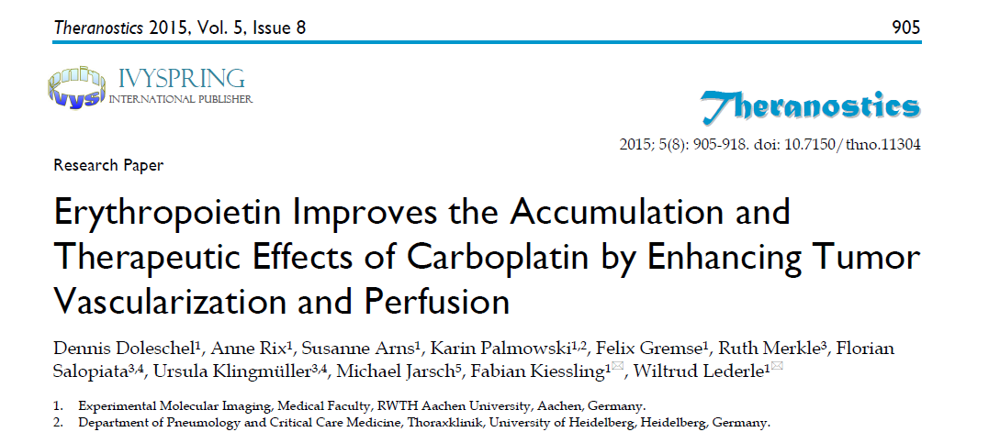 Theranostics 2015, Vol. 5, Issue 8 905
IVYSPRING
INTERNATIONAL PUBLISHER
ivysi
Theranostics
2015; 5(8): 905-918. doi: 10.7150/thno.11304
Research Paper
Erythropoietin Improves the Accumulation and
Therapeutic Effects of Carboplatin by Enhancing Tumor
Vascularization and Perfusion
Dennis Doleschel¹, Anne Rix¹, Susanne Arns¹, Karin Palmowski¹,², Felix Gremse¹, Ruth Merkle³, Florian
Salopiata³,⁴, Ursula Klingmüller³,⁴, Michael Jarsch⁵, Fabian Kiessling¹✉, Wiltrud Lederle¹✉
1. Experimental Molecular Imaging, Medical Faculty, RWTH Aachen University, Aachen, Germany.
2. Department of Pneumology and Critical Care Medicine, Thoraxklinik, University of Heidelberg, Heidelberg, Germany.